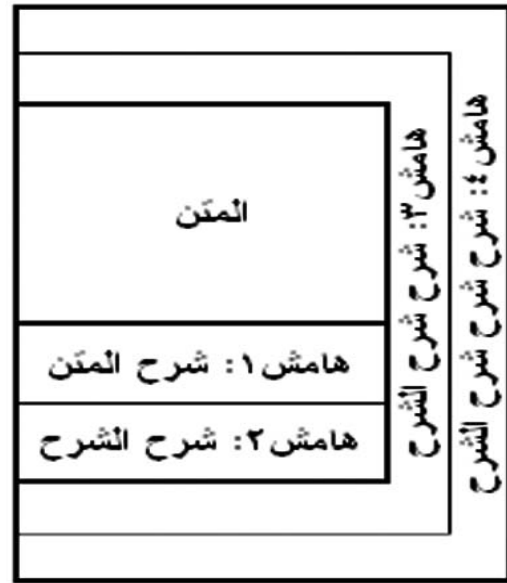 المتن
هامش١: شرح المتن
هامش٢: شرح الشرح
هامش٣: شرح شرح الشرح
هامش٤: شرح شرح شرح الشرح